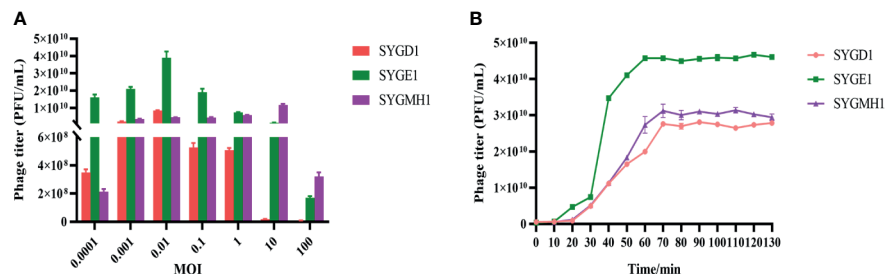 A
Phage titer (PFU/mL)
5×10¹⁰
4×10¹⁰
3×10¹⁰
2×10¹⁰
1×10¹⁰
6×10⁸
4×10⁸
2×10⁸
0
0.0001 0.001 0.01 0.1 1 10 100
MOI
SYGD1
SYGE1
SYGMH1
B
Phage titer (PFU/mL)
5×10¹⁰
4×10¹⁰
3×10¹⁰
2×10¹⁰
1×10¹⁰
0
0 10 20 30 40 50 60 70 80 90 100 110 120 130
Time/min
SYGD1
SYGE1
SYGMH1